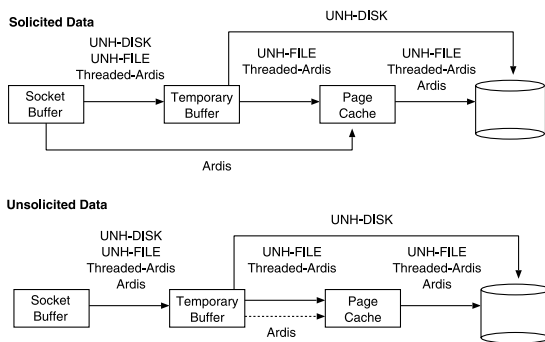 Solicited Data
UNH-DISK
UNH-DISK
UNH-FILE
Threaded-Ardis
UNH-FILE
Threaded-Ardis
UNH-FILE
Threaded-Ardis
Ardis
Socket
Buffer
Temporary
Buffer
Page
Cache
Ardis
Unsolicited Data
UNH-DISK
UNH-DISK
UNH-FILE
Threaded-Ardis
Ardis
UNH-FILE
Threaded-Ardis
UNH-FILE
Threaded-Ardis
Ardis
Socket
Buffer
Temporary
Buffer
Page
Cache
Ardis